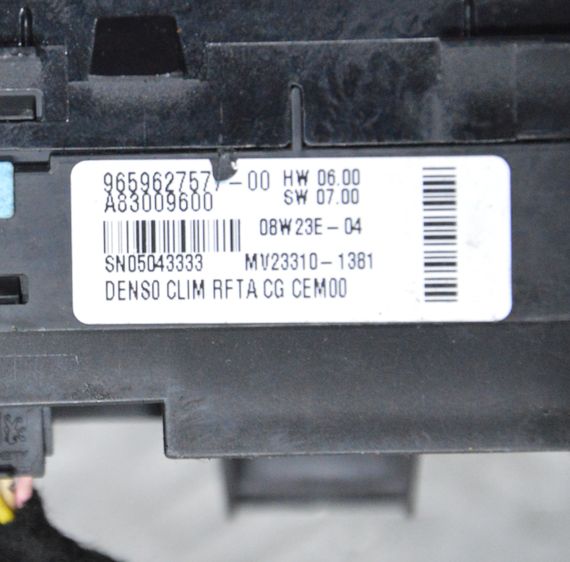 9659627577-00 HW 06.00
A83009600 SW 07.00
08W23E-04
SN05043333 MV23310-1381
DENSO CLIM RFTA CG CEM00